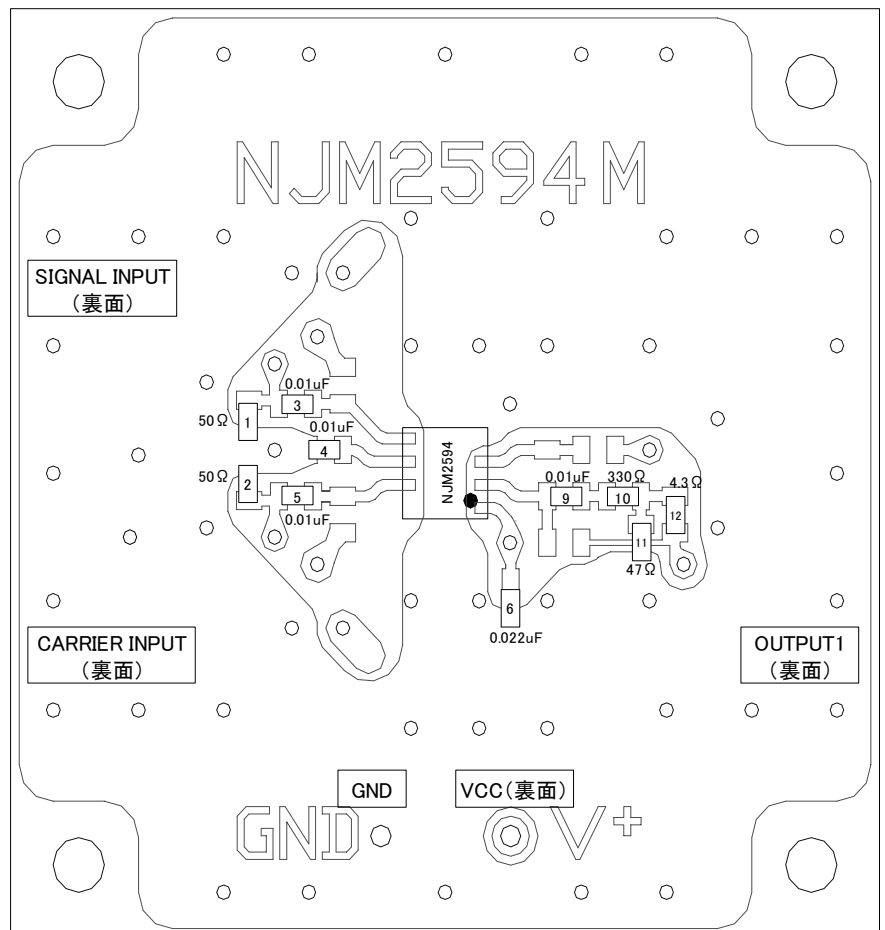 NJM2594M
SIGNAL INPUT
(裏面)
0.01uF
3
50Ω
1
0.01uF
4
50Ω
2
5
0.01uF
NJM2594
0.01uF
9
330Ω
10
4.3Ω
12
11
47Ω
6
0.022uF
CARRIER INPUT
(裏面)
OUTPUT1
(裏面)
GND
VCC(裏面)
GND
V+